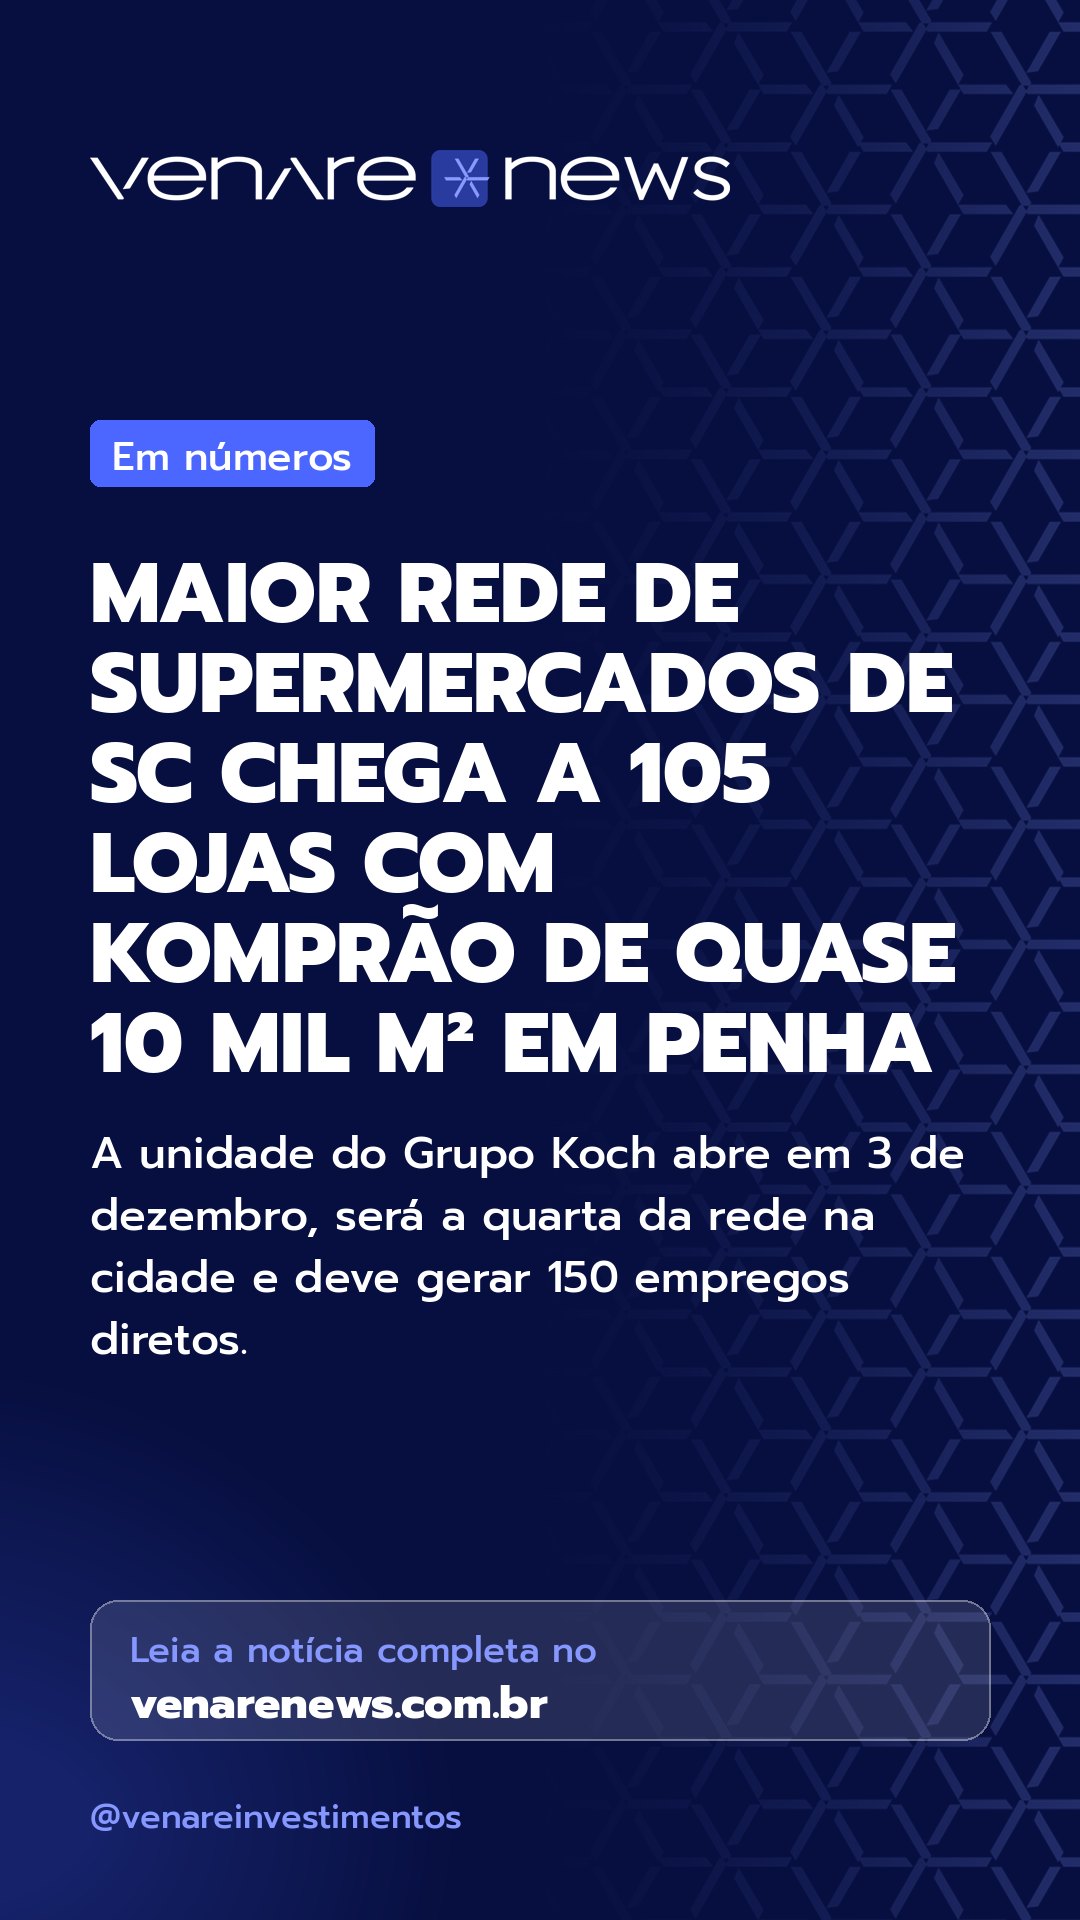 venare news
Em números
MAIOR REDE DE
SUPERMERCADOS DE
SC CHEGA A 105
LOJAS COM
KOMPRÃO DE QUASE
10 MIL M² EM PENHA
A unidade do Grupo Koch abre em 3 de
dezembro, será a quarta da rede na
cidade e deve gerar 150 empregos
diretos.
Leia a notícia completa no
venarenews.com.br
@venareinvestimentos